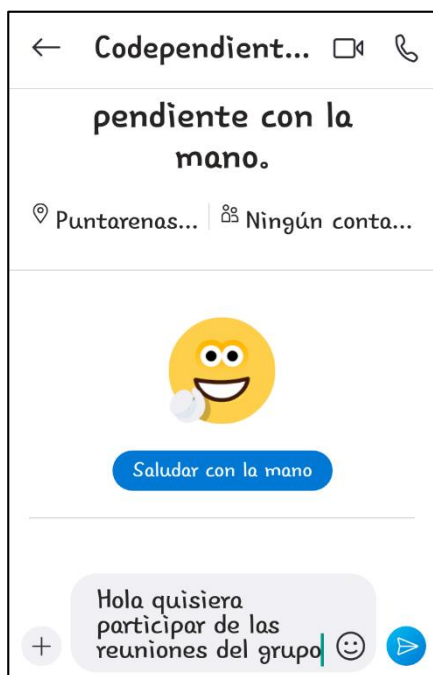 Codependient...
pendiente con la
mano.
Puntarenas... Ningún conta...
Saludar con la mano
Hola quisiera
participar de las
reuniones del grupo